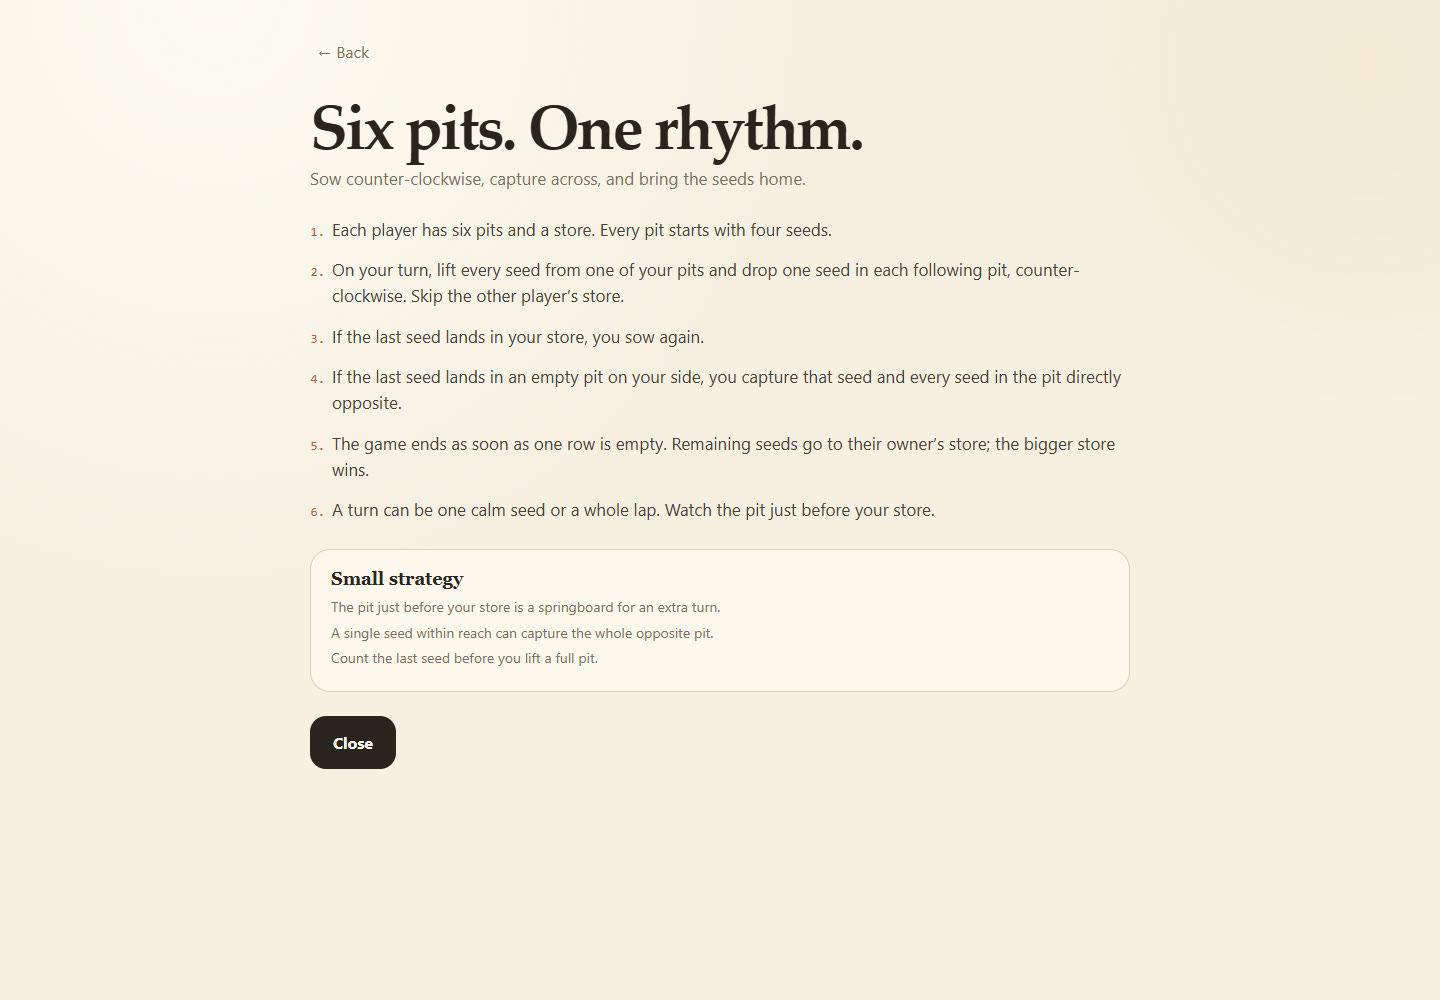 ← Back
Six pits. One rhythm.
Sow counter-clockwise, capture across, and bring the seeds home.
1. Each player has six pits and a store. Every pit starts with four seeds.
2. On your turn, lift every seed from one of your pits and drop one seed in each following pit, counter-
clockwise. Skip the other player’s store.
3. If the last seed lands in your store, you sow again.
4. If the last seed lands in an empty pit on your side, you capture that seed and every seed in the pit directly
opposite.
5. The game ends as soon as one row is empty. Remaining seeds go to their owner’s store; the bigger store
wins.
6. A turn can be one calm seed or a whole lap. Watch the pit just before your store.
Small strategy
The pit just before your store is a springboard for an extra turn.
A single seed within reach can capture the whole opposite pit.
Count the last seed before you lift a full pit.
Close